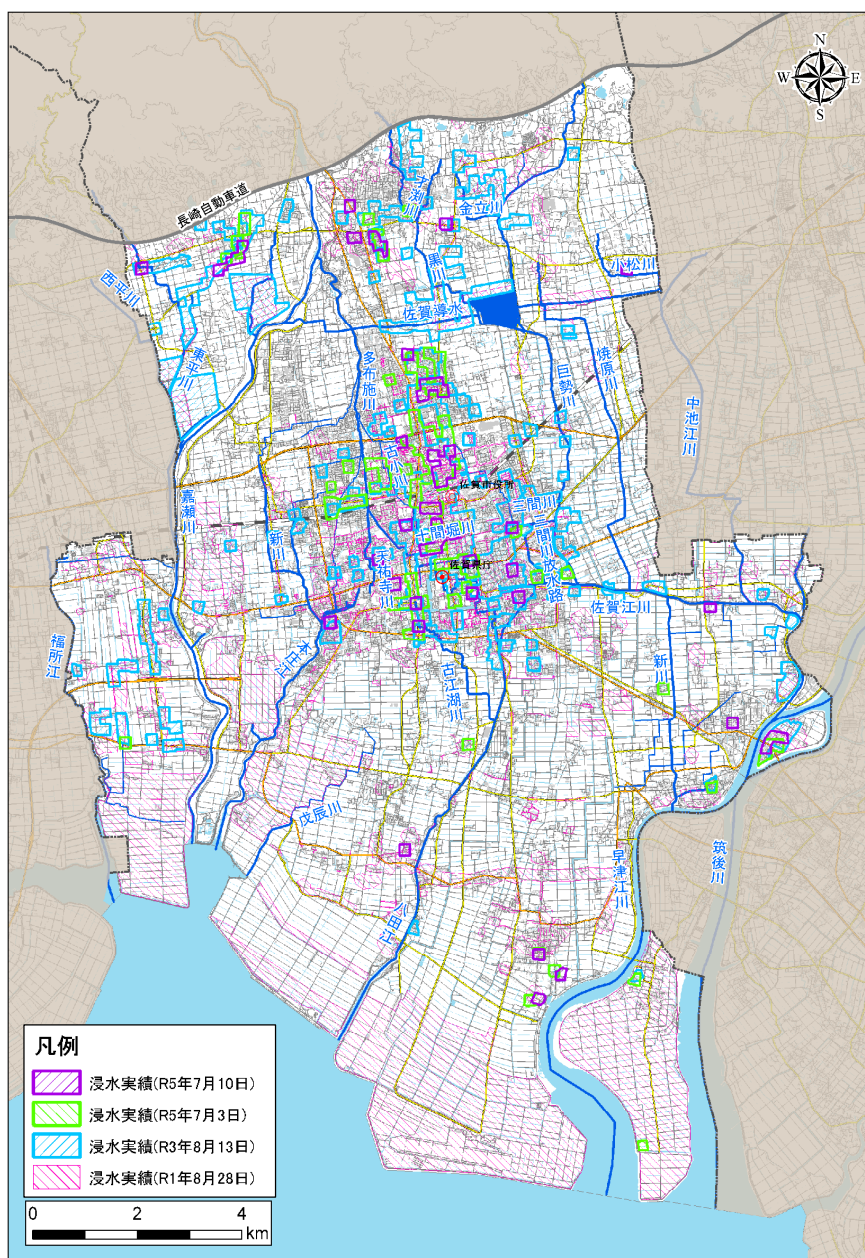 N
W
E
S
長崎自動車道
金立川
黒川
小松川
西平川
佐賀導水
東平川
多布施川
巨勢川
焼原川
中池江川
古小川
佐賀市役所
嘉瀬川
新川
三間川
十間堀川
三間川放水路
佐賀県庁
天祐寺川
佐賀江川
福所江
本庄江
古江湖川
新川
戊辰川
早津江川
筑後川
八田江
凡例
浸水実績(R5年7月10日)
浸水実績(R5年7月3日)
浸水実績(R3年8月13日)
浸水実績(R1年8月28日)
0 2 4
km